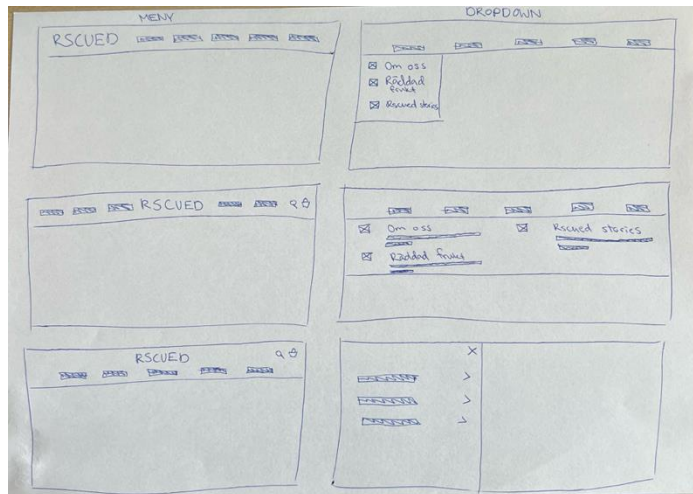 MENY
DROPDOWN
RSCUED
Om oss
Räddad
frukt
Rscued stories
RSCUED
Om oss
Rscued stories
Räddad frukt
RSCUED
X